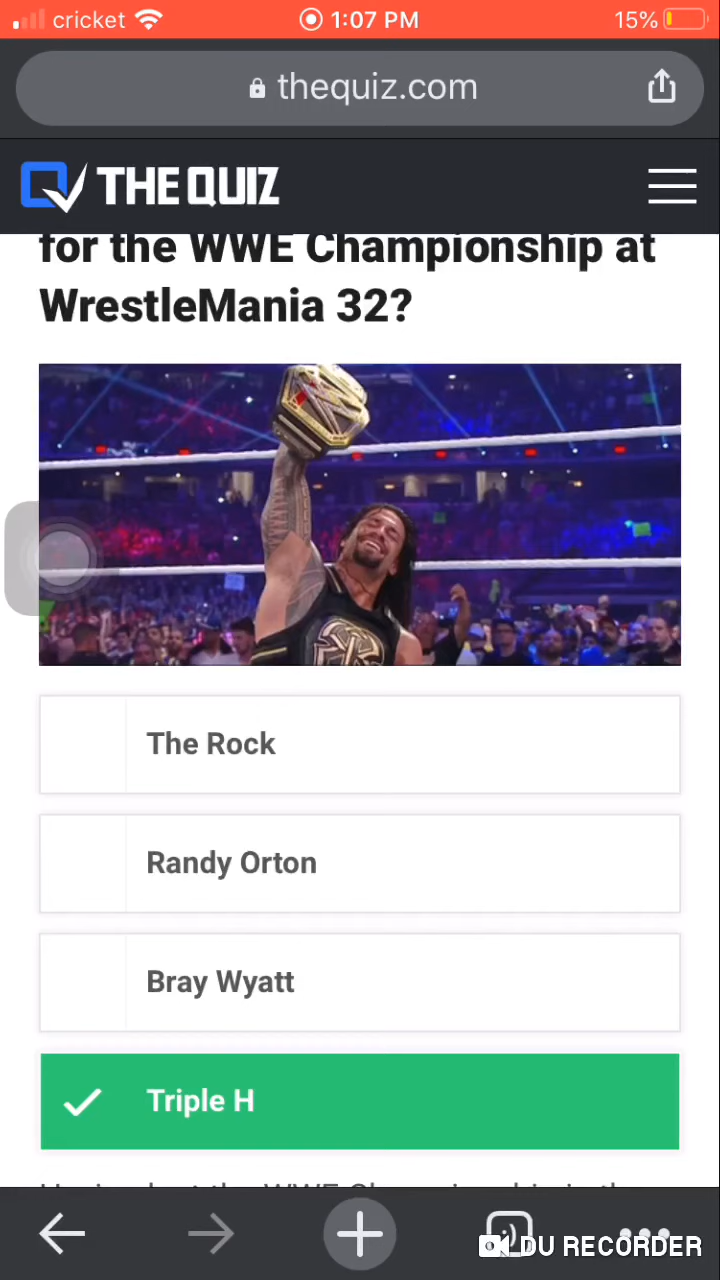 cricket 1:07 PM 15%
thequiz.com
THE QUIZ
for the WWE Championship at
WrestleMania 32?
The Rock
Randy Orton
Bray Wyatt
Triple H
DU RECORDER